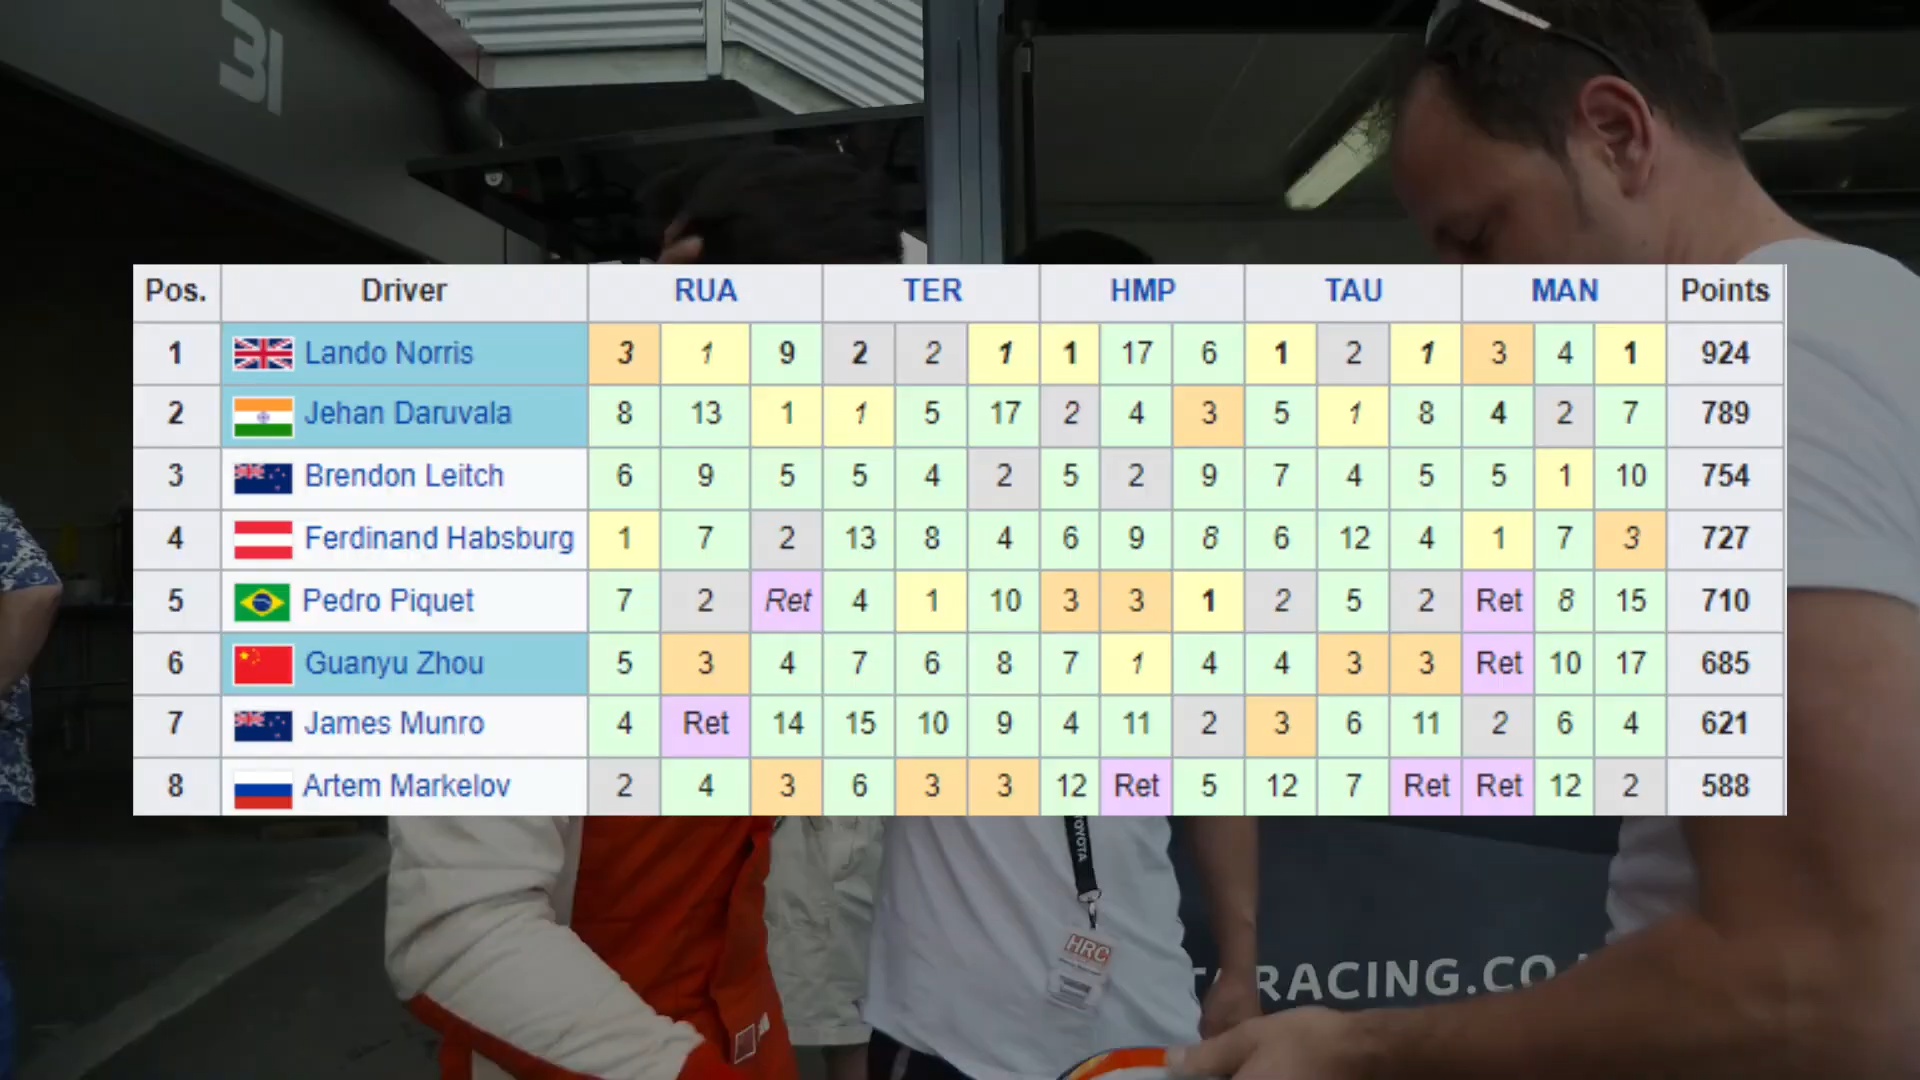 31
Pos. Driver RUA TER HMP TAU MAN Points
1 Lando Norris 3 1 9 2 2 1 1 17 6 1 2 1 3 4 1 924
2 Jehan Daruvala 8 13 1 1 5 17 2 4 3 5 1 8 4 2 7 789
3 Brendon Leitch 6 9 5 5 4 2 5 2 9 7 4 5 5 1 10 754
4 Ferdinand Habsburg 1 7 2 13 8 4 6 9 8 6 12 4 1 7 3 727
5 Pedro Piquet 7 2 Ret 4 1 10 3 3 1 2 5 2 Ret 8 15 710
6 Guanyu Zhou 5 3 4 7 6 8 7 1 4 4 3 3 Ret 10 17 685
7 James Munro 4 Ret 14 15 10 9 4 11 2 3 6 11 2 6 4 621
8 Artem Markelov 2 4 3 6 3 3 12 Ret 5 12 7 Ret Ret 12 2 588
TOYOTA
HRC
RACING.CO